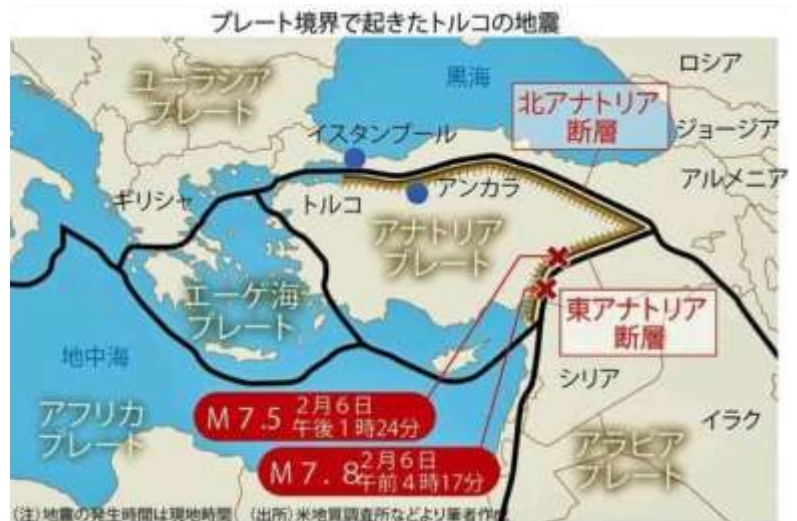 プレート境界で起きたトルコの地震
ロシア
ユーラシア
プレート
黒海
北アナトリア
断層
ジョージア
イスタンブール
アルメニア
アンカラ
ギリシャ
トルコ
アナトリア
プレート
エーゲ海
プレート
東アナトリア
断層
地中海
シリア
M7.5 2月6日
午後1時24分
イラク
アフリカ
プレート
アラビア
プレート
M7.8 2月6日
午前4時17分
(注)地震の発生時間は現地時間 (出所)米地質調査所などより筆者作成